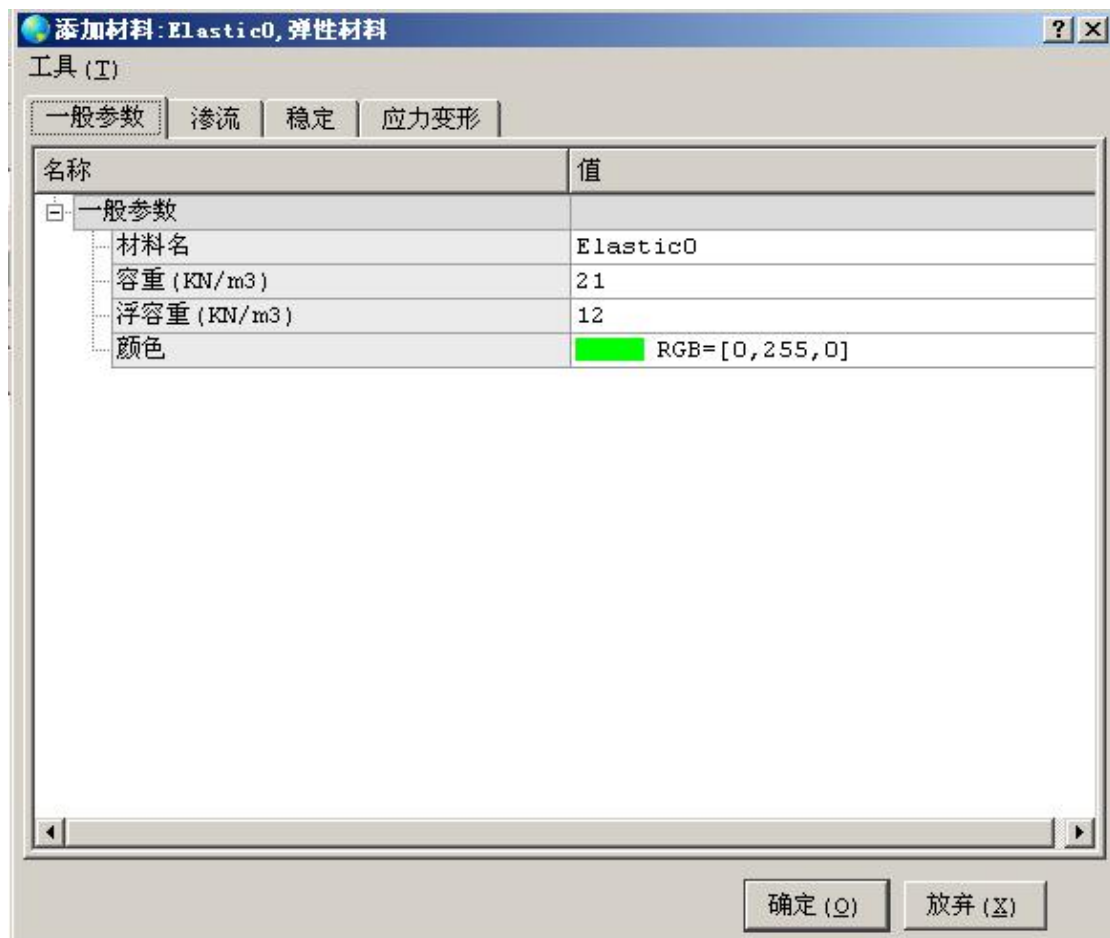 添加材料:Elastic0,弹性材料
工具(T)
一般参数 渗流 稳定 应力变形
名称 值
一般参数
材料名 Elastic0
容重(KN/m3) 21
浮容重(KN/m3) 12
颜色 RGB=[0,255,0]
确定(O) 放弃(X)